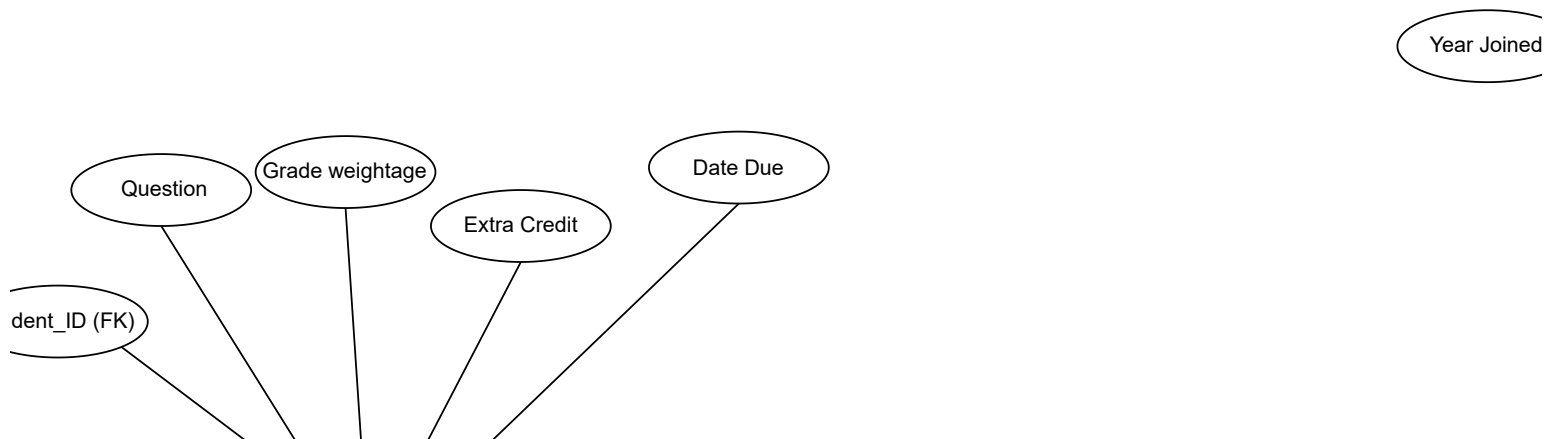 Year Joined
Question
Grade weightage
Date Due
Extra Credit
dent_ID (FK)